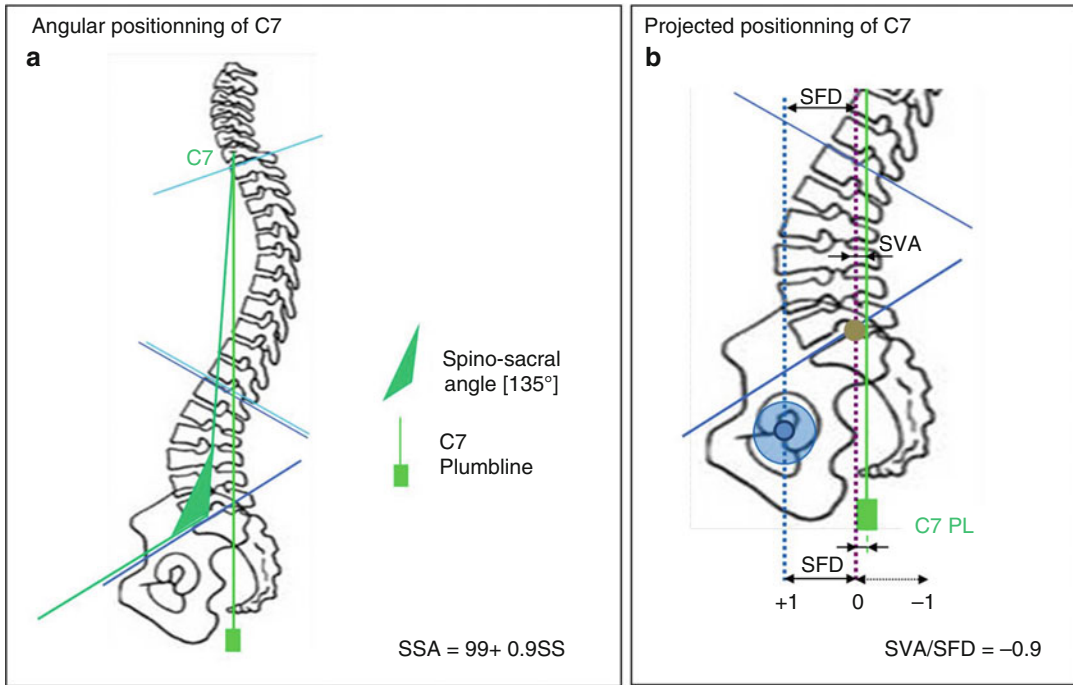 Angular positionning of C7
a
C7
Spino-sacral
angle [135°]
C7
Plumbline
SSA = 99+ 0.9SS
Projected positionning of C7
b
SFD
SVA
C7 PL
SFD
+1
0
–1
SVA/SFD = –0.9